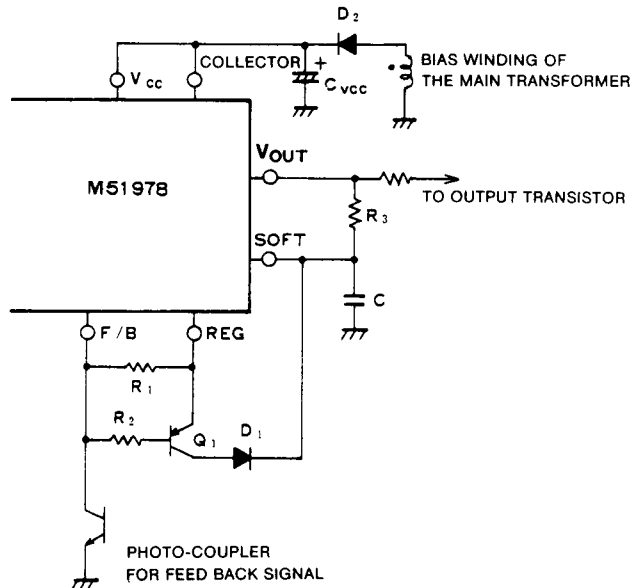 D2
VCC
COLLECTOR
+
CVCC
BIAS WINDING OF
THE MAIN TRANSFORMER
M51978
VOUT
TO OUTPUT TRANSISTOR
R3
SOFT
C
F/B
REG
R1
R2
Q1
D1
PHOTO-COUPLER
FOR FEED BACK SIGNAL